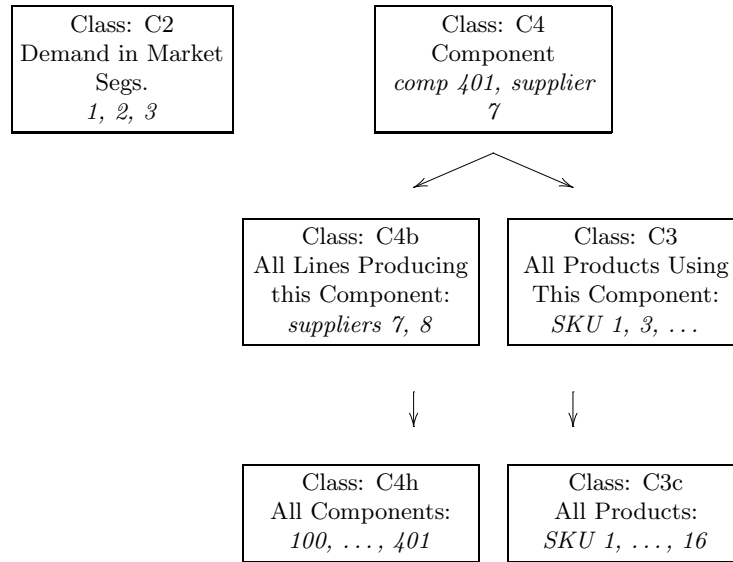 Class: C2
Demand in Market
Segs.
1, 2, 3
Class: C4
Component
comp 401, supplier
7
Class: C4b
All Lines Producing
this Component:
suppliers 7, 8
Class: C3
All Products Using
This Component:
SKU 1, 3, . . .
Class: C4h
All Components:
100, . . . , 401
Class: C3c
All Products:
SKU 1, . . . , 16